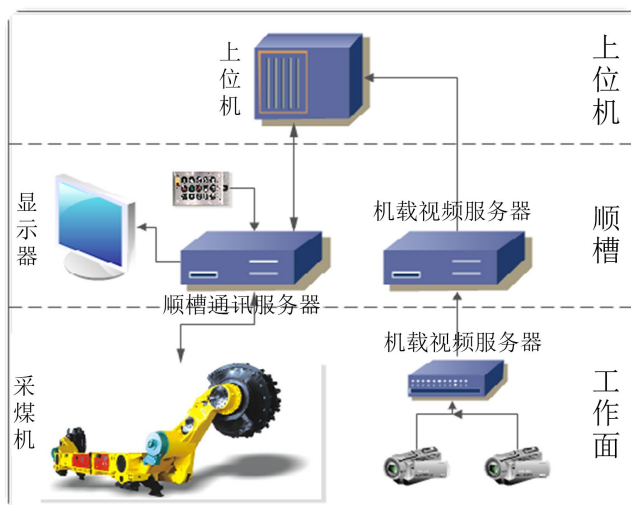 上位机
上位机
显示器
机载视频服务器
顺槽
顺槽通讯服务器
机载视频服务器
采煤机
工作面